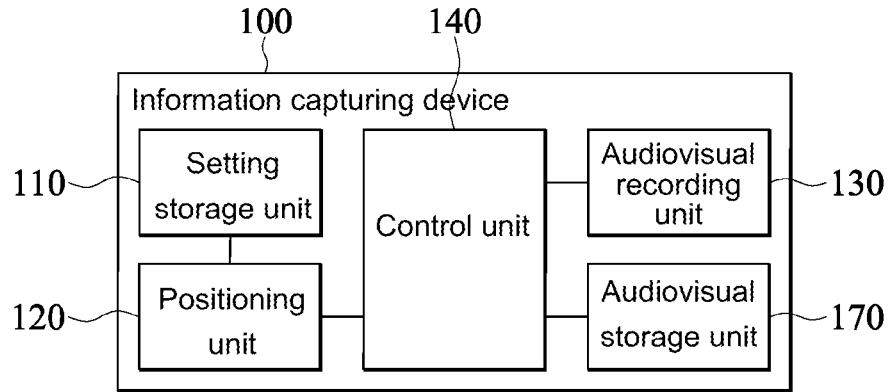 100
140
Information capturing device
110
Setting
storage unit
Control unit
Audiovisual
recording
unit
130
120
Positioning
unit
Audiovisual
storage unit
170